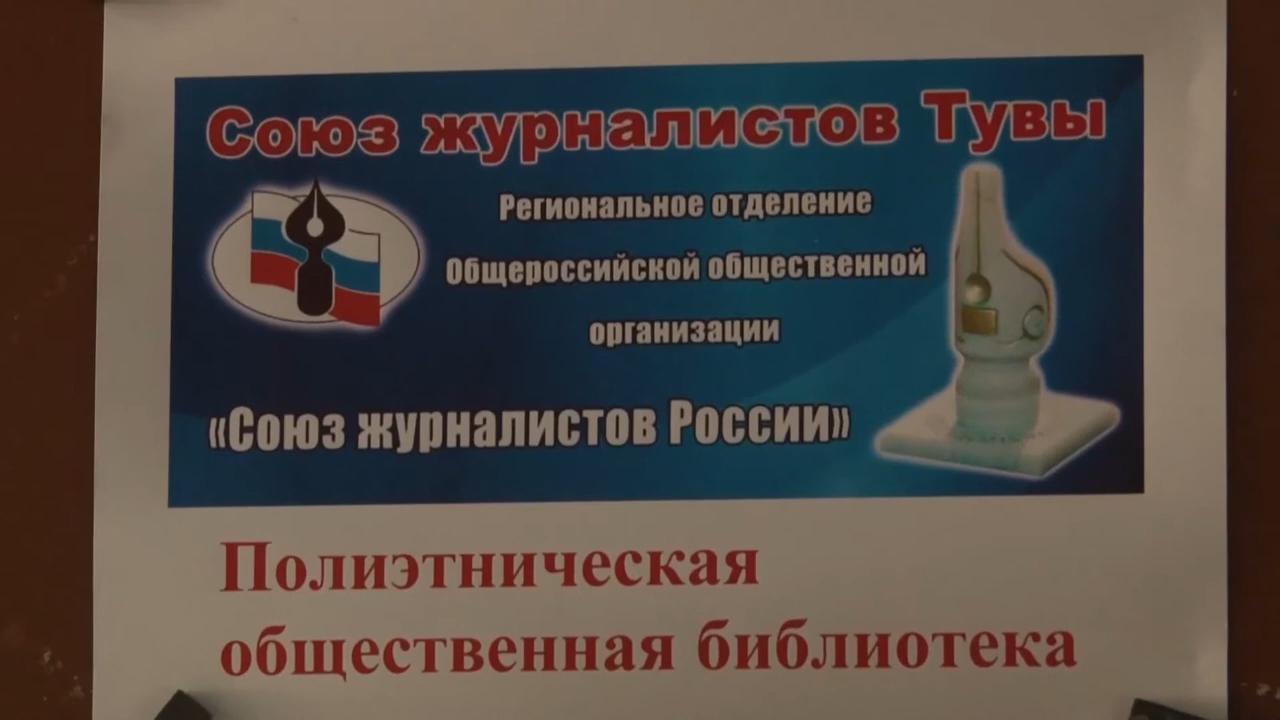 Союз журналистов Тувы
Региональное отделение
Общероссийской общественной
организации
«Союз журналистов России»
Полиэтническая
общественная библиотека